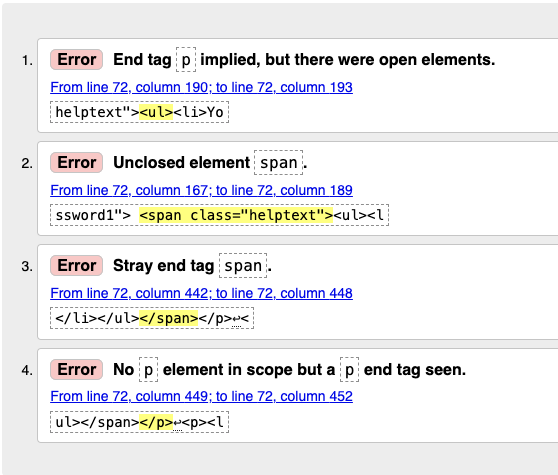 1. Error End tag p implied, but there were open elements.
From line 72, column 190; to line 72, column 193
helptext"><ul><li>Yo
2. Error Unclosed element span.
From line 72, column 167; to line 72, column 189
ssword1"> <span class="helptext"><ul><l
3. Error Stray end tag span.
From line 72, column 442; to line 72, column 448
</li></ul></span></p>↩<
4. Error No p element in scope but a p end tag seen.
From line 72, column 449; to line 72, column 452
ul></span></p>↩<p><l